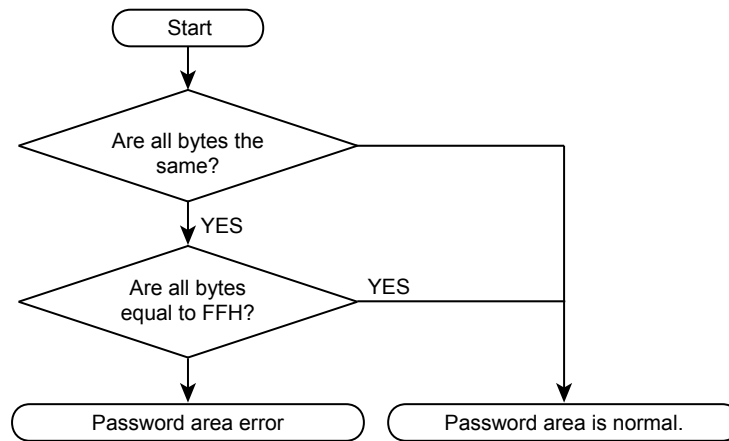 Start
Are all bytes the
same?
YES
Are all bytes
equal to FFH?
YES
Password area error
Password area is normal.